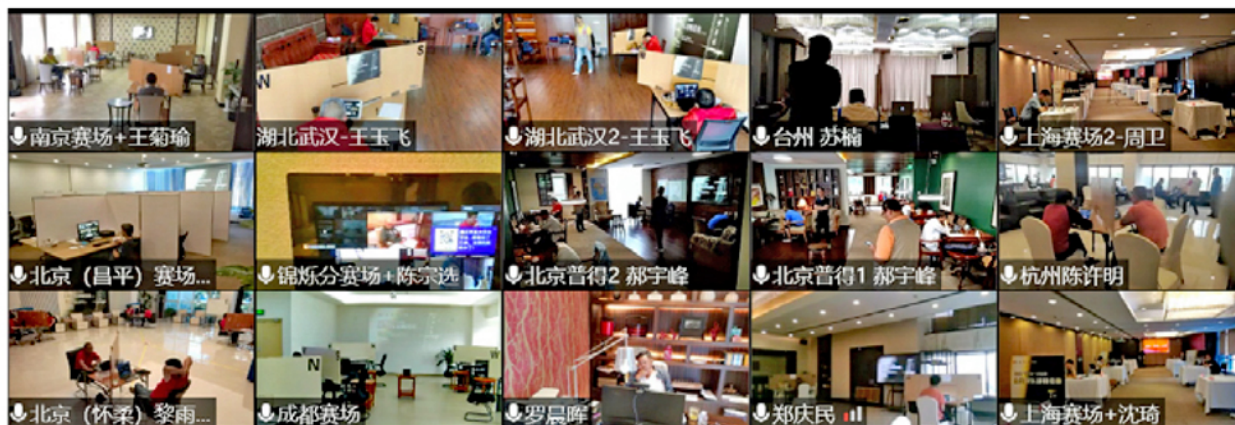 南京赛场+王菊瑜
湖北武汉-王玉飞
湖北武汉2-王玉飞
台州 苏楠
上海赛场2-周卫
北京（昌平）赛场...
锦烁分赛场+陈宗选
北京普得2 郝宇峰
北京普得1 郝宇峰
杭州陈许明
北京（怀柔）黎雨...
N
成都赛场
罗晨晖
郑庆民
上海赛场+沈琦